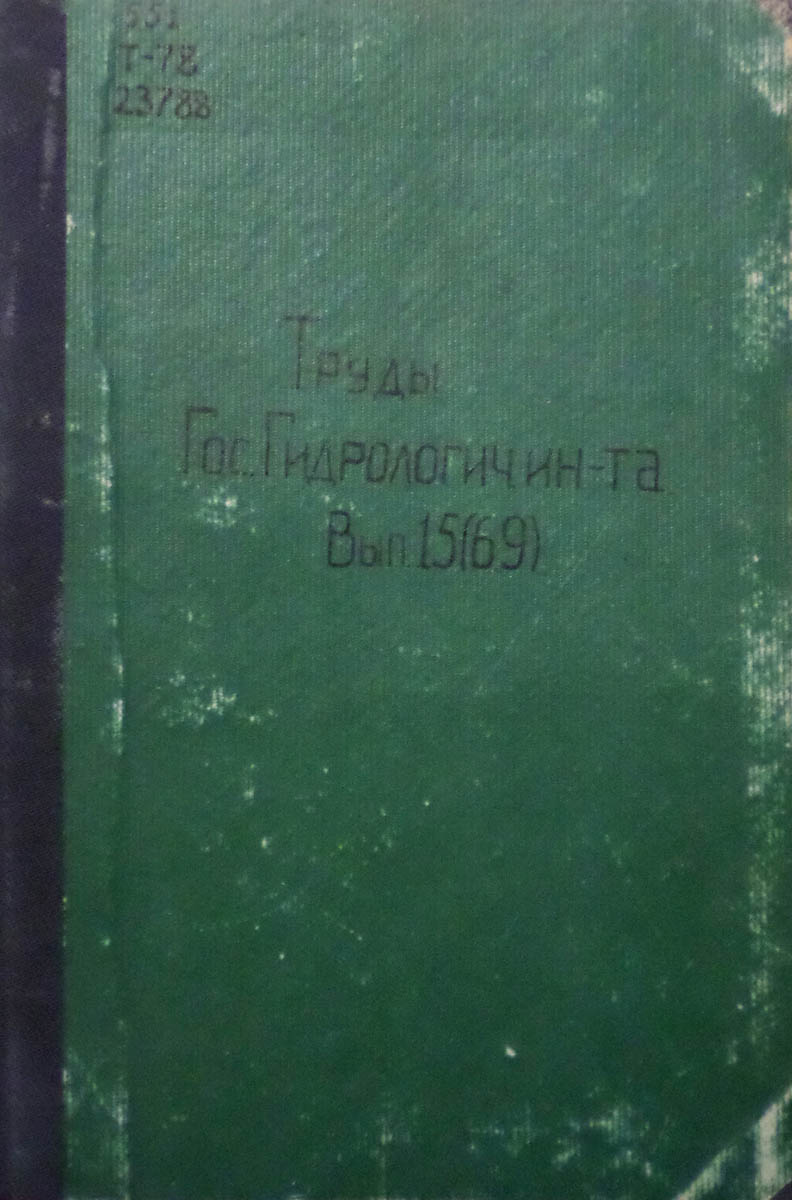 551
Т-78
23788
Труды
Гос. Гидрологич ин-та
Вып. 15(69)